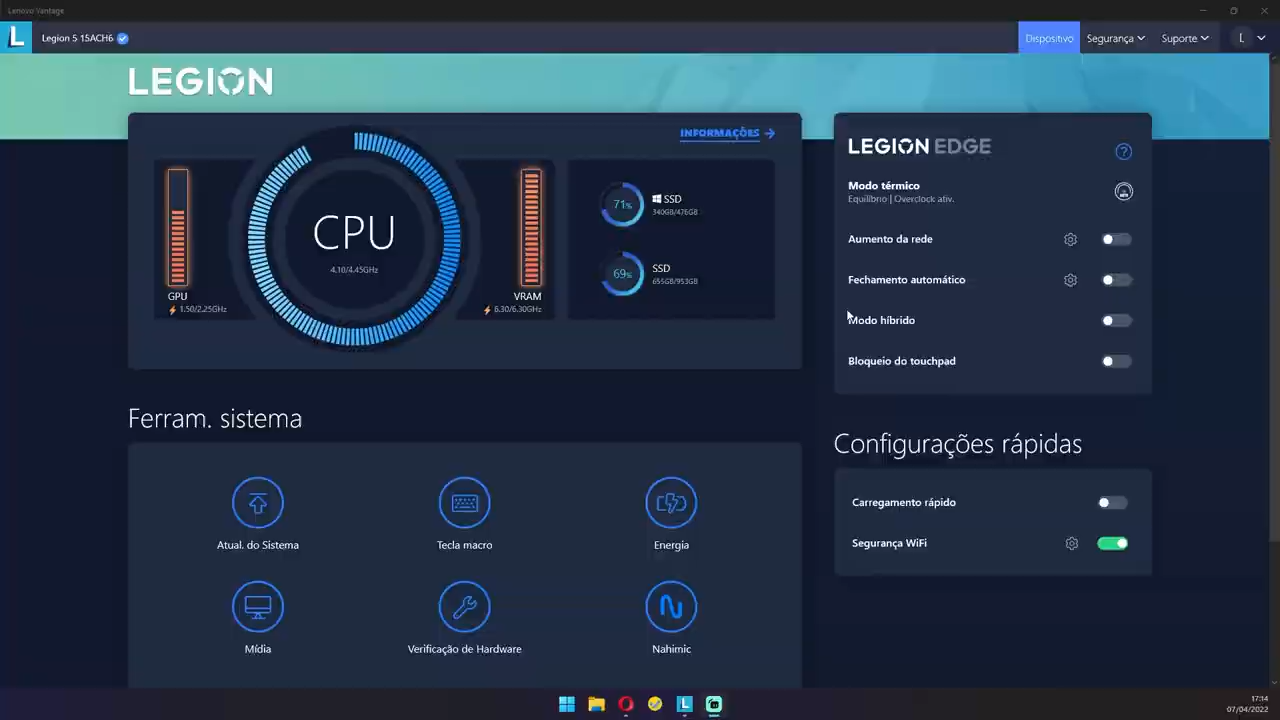 Lenovo Vantage
L
Legion 5 15ACH6
Dispositivo
Segurança
Suporte
L
LEGION
INFORMAÇÕES
CPU
4.10/4.45GHz
GPU
1.50/2.25GHz
VRAM
6.30/6.30GHz
71%
SSD
340GB/476GB
69%
SSD
655GB/953GB
LEGION EDGE
?
Modo térmico
Equilíbrio | Overclock ativ.
Aumento da rede
Fechamento automático
Modo híbrido
Bloqueio do touchpad
Ferram. sistema
Atual. do Sistema
Tecla macro
Energia
Mídia
Verificação de Hardware
Nahimic
Configurações rápidas
Carregamento rápido
Segurança WiFi
L
17:14
07/04/2022